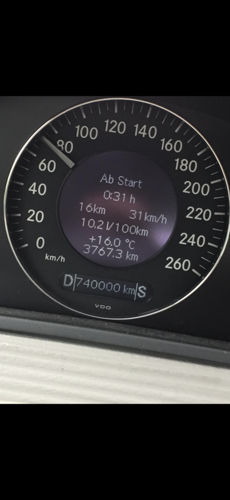 100 120 140
80 160
60 180
40 200
20 220
0 240
km/h 260
Ab Start
0:31 h
16km 31km/h
10.2 l/100km
+16.0 °C
3767.3 km
D 740000 km S
VDO